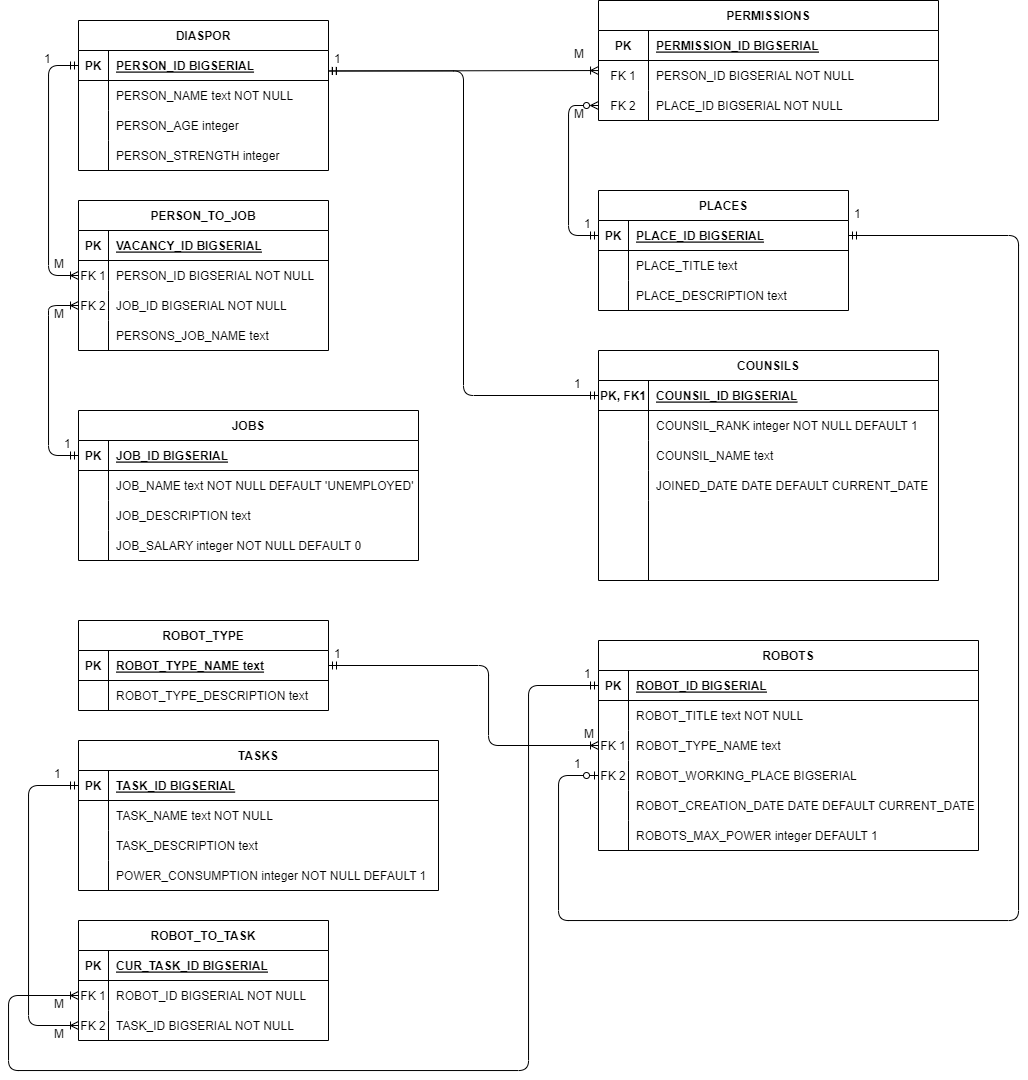 DIASPOR
1
PK PERSON_ID BIGSERIAL
1
PERSON_NAME text NOT NULL
PERSON_AGE integer
PERSON_STRENGTH integer
PERMISSIONS
PK PERMISSION_ID BIGSERIAL
M
FK 1 PERSON_ID BIGSERIAL NOT NULL
M
FK 2 PLACE_ID BIGSERIAL NOT NULL
PERSON_TO_JOB
PK VACANCY_ID BIGSERIAL
M
FK 1 PERSON_ID BIGSERIAL NOT NULL
M
FK 2 JOB_ID BIGSERIAL NOT NULL
PERSONS_JOB_NAME text
PLACES
1
1
PK PLACE_ID BIGSERIAL
PLACE_TITLE text
PLACE_DESCRIPTION text
JOBS
1
PK JOB_ID BIGSERIAL
JOB_NAME text NOT NULL DEFAULT 'UNEMPLOYED'
JOB_DESCRIPTION text
JOB_SALARY integer NOT NULL DEFAULT 0
COUNSILS
1
PK, FK1 COUNSIL_ID BIGSERIAL
COUNSIL_RANK integer NOT NULL DEFAULT 1
COUNSIL_NAME text
JOINED_DATE DATE DEFAULT CURRENT_DATE
ROBOT_TYPE
1
PK ROBOT_TYPE_NAME text
ROBOT_TYPE_DESCRIPTION text
ROBOTS
1
PK ROBOT_ID BIGSERIAL
ROBOT_TITLE text NOT NULL
M
FK 1 ROBOT_TYPE_NAME text
1
FK 2 ROBOT_WORKING_PLACE BIGSERIAL
ROBOT_CREATION_DATE DATE DEFAULT CURRENT_DATE
ROBOTS_MAX_POWER integer DEFAULT 1
TASKS
1
PK TASK_ID BIGSERIAL
TASK_NAME text NOT NULL
TASK_DESCRIPTION text
POWER_CONSUMPTION integer NOT NULL DEFAULT 1
ROBOT_TO_TASK
PK CUR_TASK_ID BIGSERIAL
M
FK 1 ROBOT_ID BIGSERIAL NOT NULL
M
FK 2 TASK_ID BIGSERIAL NOT NULL